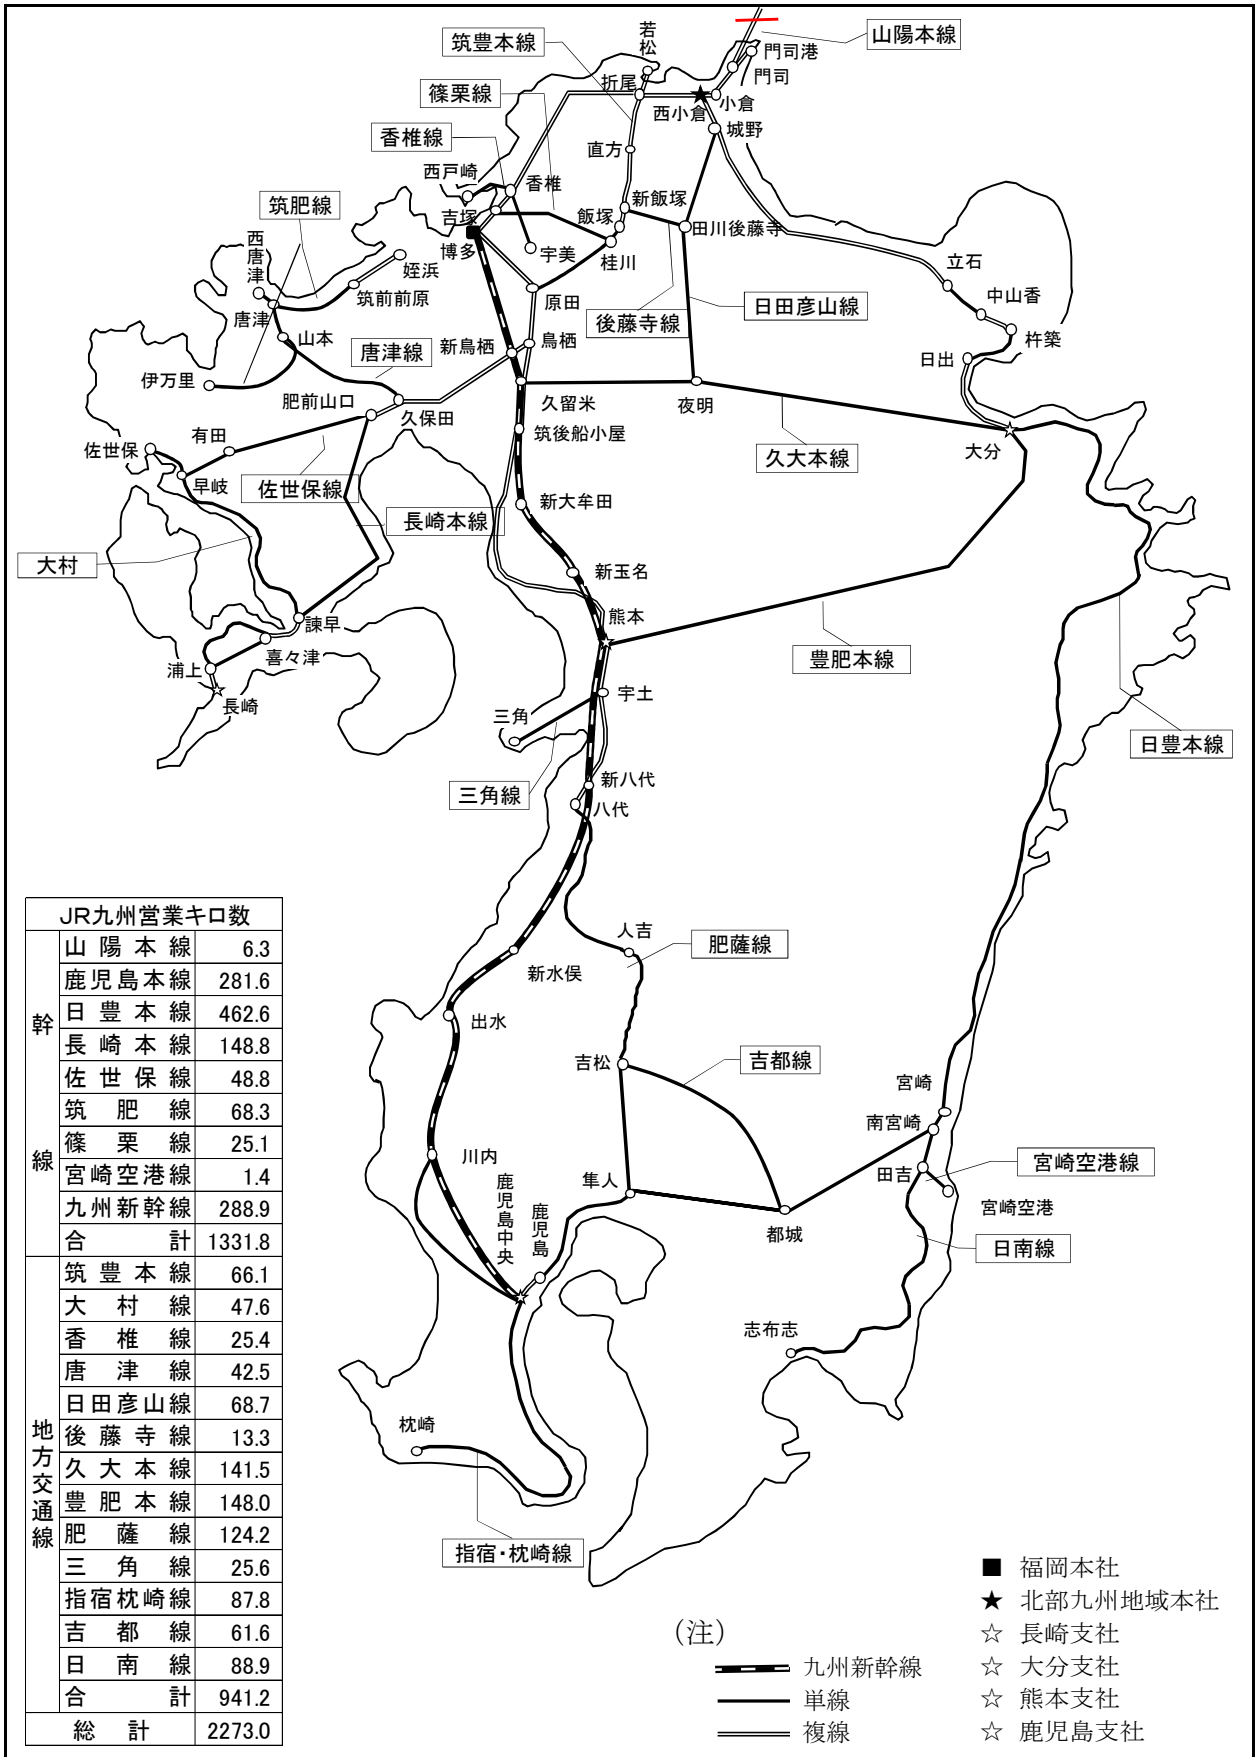 山陽本線
若松
筑豊本線
門司港
門司
折尾
篠栗線
小倉
西小倉
城野
香椎線
直方
西戸崎
香椎
新飯塚
筑肥線
吉塚
飯塚
田川後藤寺
博多
宇美
桂川
西唐津
姪浜
立石
筑前前原
原田
中山香
日田彦山線
唐津
後藤寺線
山本
新鳥栖
鳥栖
杵築
唐津線
日出
伊万里
肥前山口
久保田
久留米
夜明
筑後船小屋
有田
佐世保
大分
久大本線
早岐
佐世保線
新大牟田
長崎本線
大村
新玉名
熊本
諫早
喜々津
豊肥本線
浦上
長崎
宇土
三角
日豊本線
三角線
新八代
八代
人吉
肥薩線
新水俣
出水
吉松
吉都線
宮崎
南宮崎
川内
宮崎空港線
鹿児島中央
鹿児島
隼人
田吉
宮崎空港
都城
日南線
志布志
枕崎
指宿・枕崎線
JR九州営業キロ数
幹線
山陽本線 6.3
鹿児島本線 281.6
日豊本線 462.6
長崎本線 148.8
佐世保線 48.8
筑肥線 68.3
篠栗線 25.1
宮崎空港線 1.4
九州新幹線 288.9
合計 1331.8
地方交通線
筑豊本線 66.1
大村線 47.6
香椎線 25.4
唐津線 42.5
日田彦山線 68.7
後藤寺線 13.3
久大本線 141.5
豊肥本線 148.0
肥薩線 124.2
三角線 25.6
指宿枕崎線 87.8
吉都線 61.6
日南線 88.9
合計 941.2
総計 2273.0
(注)
九州新幹線
単線
複線
■ 福岡本社
★ 北部九州地域本社
☆ 長崎支社
☆ 大分支社
☆ 熊本支社
☆ 鹿児島支社